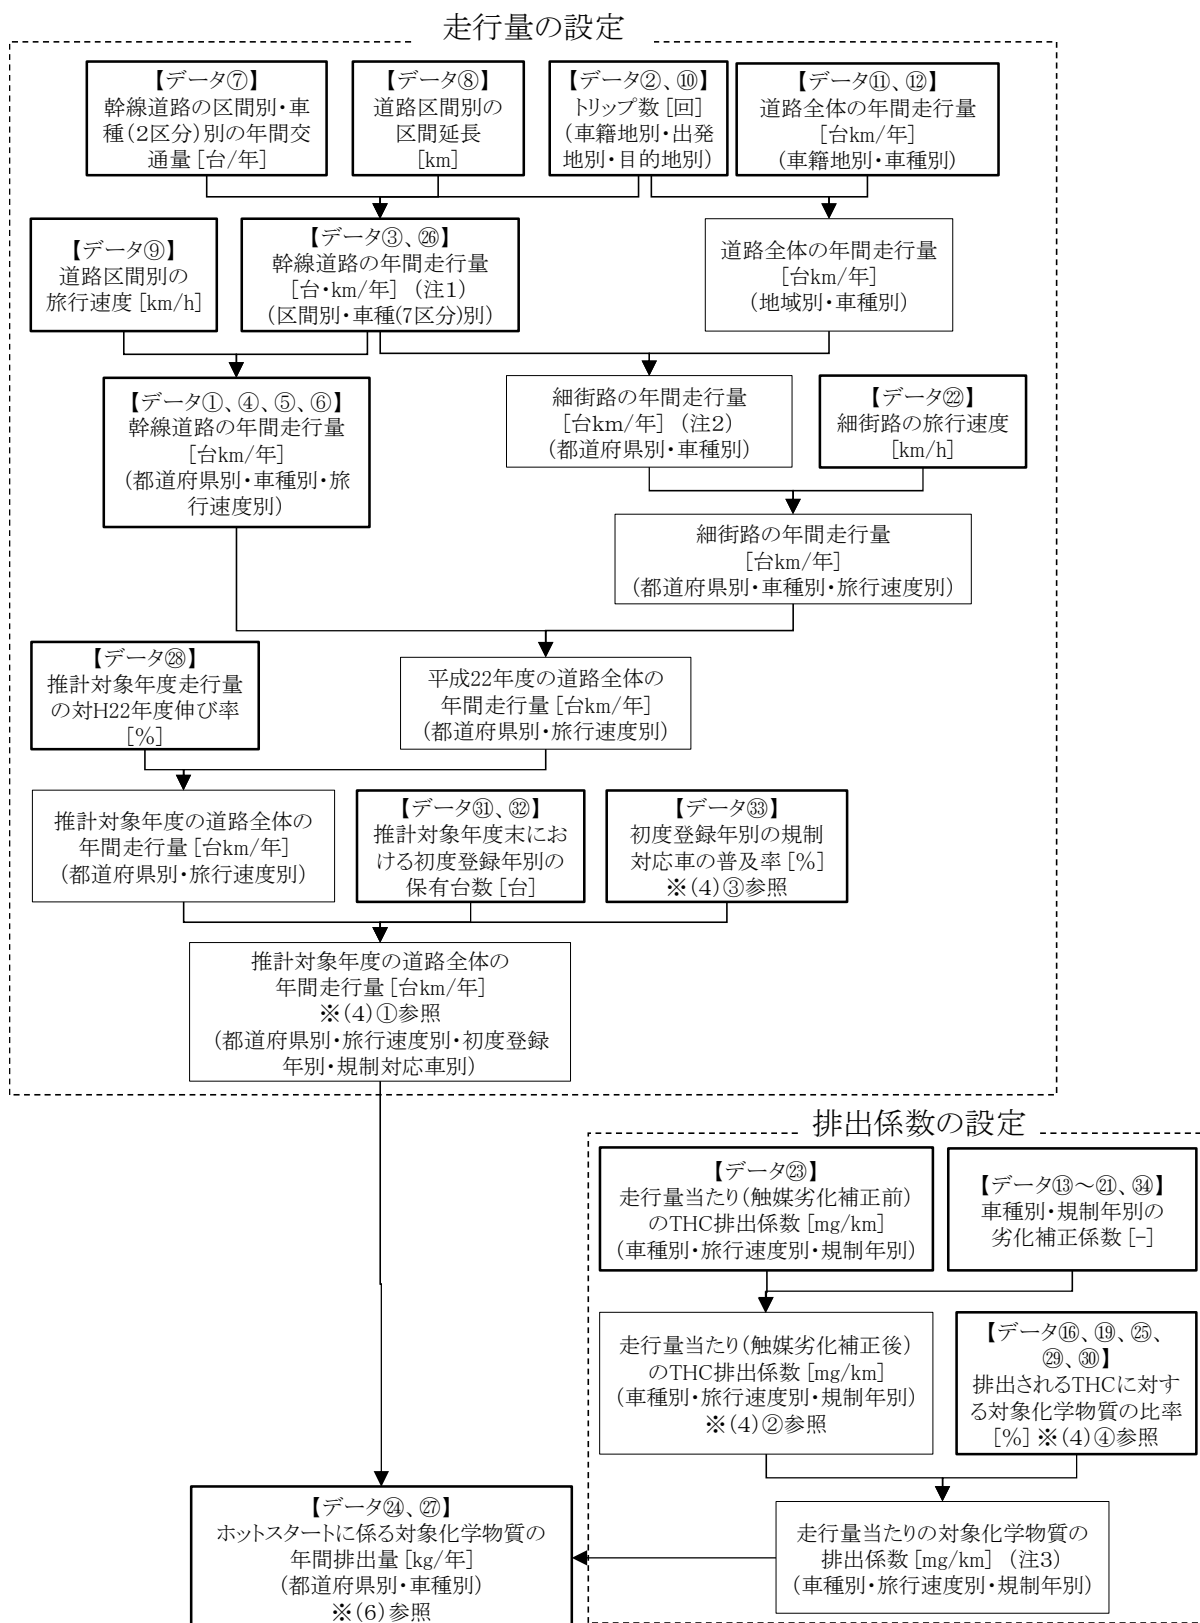 走行量の設定
【データ⑦】
幹線道路の区間別・車
種(2区分)別の年間交
通量[台/年]
【データ⑧】
道路区間別の
区間延長
[km]
【データ②、⑩】
トリップ数[回]
(車籍地別・出発
地別・目的地別)
【データ⑪、⑫】
道路全体の年間走行量
[台km/年]
(車籍地別・車種別)
【データ⑨】
道路区間別の
旅行速度[km/h]
【データ③、㉖】
幹線道路の年間走行量
[台・km/年] (注1)
(区間別・車種(7区分)別)
道路全体の年間走行量
[台km/年]
(地域別・車種別)
【データ①、④、⑤、⑥】
幹線道路の年間走行量
[台km/年]
(都道府県別・車種別・旅
行速度別)
細街路の年間走行量
[台km/年] (注2)
(都道府県別・車種別)
【データ㉒】
細街路の旅行速度
[km/h]
細街路の年間走行量
[台km/年]
(都道府県別・車種別・旅行速度別)
【データ㉘】
推計対象年度走行量
の対H22年度伸び率
[%]
平成22年度の道路全体の
年間走行量[台km/年]
(都道府県別・旅行速度別)
推計対象年度の道路全体の
年間走行量[台km/年]
(都道府県別・旅行速度別)
【データ㉛、㉜】
推計対象年度末にお
ける初度登録年別の
保有台数[台]
【データ㉝】
初度登録年別の規制
対応車の普及率[%]
※(4)③参照
推計対象年度の道路全体の
年間走行量[台km/年]
※(4)①参照
(都道府県別・旅行速度別・初度登録
年別・規制対応車別)
排出係数の設定
【データ㉓】
走行量当たり(触媒劣化補正前)
のTHC排出係数[mg/km]
(車種別・旅行速度別・規制年別)
【データ⑬~㉑、㉞】
車種別・規制年別の
劣化補正係数[-]
走行量当たり(触媒劣化補正後)
のTHC排出係数[mg/km]
(車種別・旅行速度別・規制年別)
※(4)②参照
【データ⑯、⑲、㉕、
㉙、㉚】
排出されるTHCに対す
る対象化学物質の比率
[%]※(4)④参照
【データ㉔、㉗】
ホットスタートに係る対象化学物質の
年間排出量[kg/年]
(都道府県別・車種別)
※(6)参照
走行量当たりの対象化学物質の
排出係数[mg/km] (注3)
(車種別・旅行速度別・規制年別)